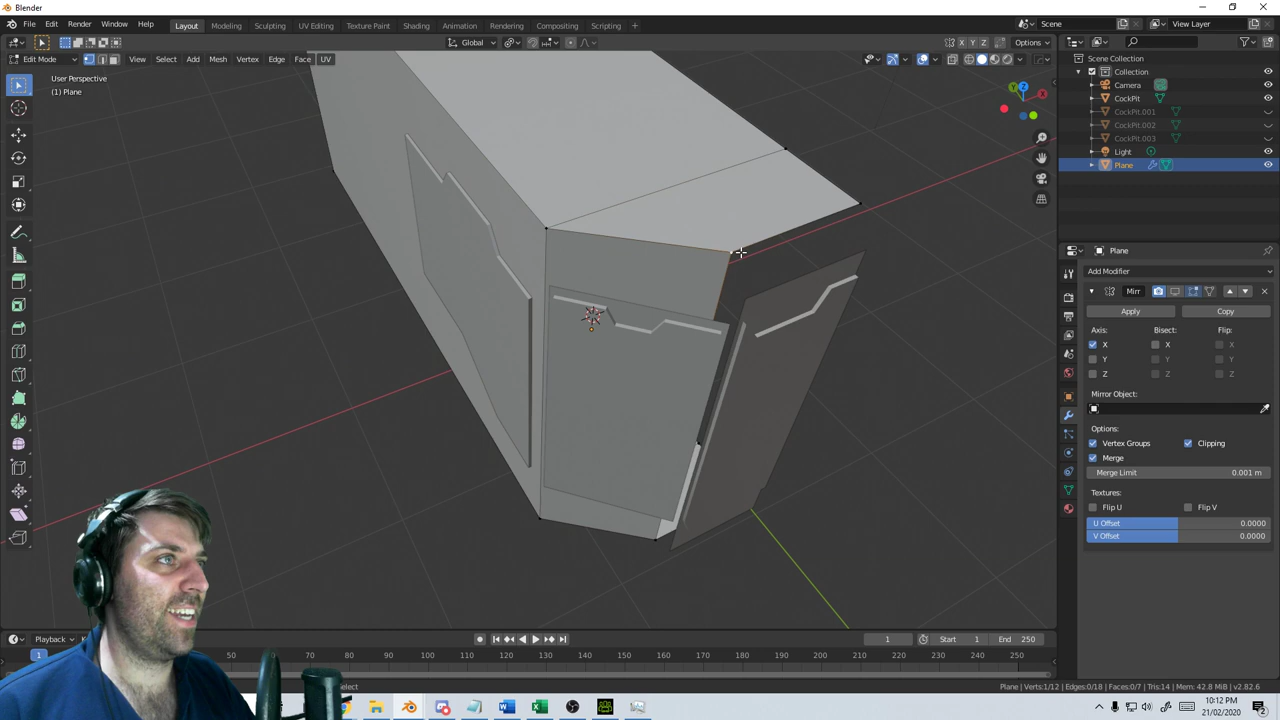 Blender
File Edit Render Window Help
Layout Modeling Sculpting UV Editing Texture Paint Shading Animation Rendering Compositing Scripting +
Scene View Layer
Global X Y Z Options
Edit Mode View Select Add Mesh Vertex Edge Face UV
User Perspective
(1) Plane
Scene Collection
Collection
Camera
CockPit
CockPit.001
CockPit.002
CockPit.003
Light
Plane
Plane
Add Modifier
Mirr
Apply Copy
Axis: Bisect: Flip:
X X X
Y Y Y
Z Z Z
Mirror Object:
Options:
Vertex Groups Clipping
Merge
Merge Limit 0.001 m
Textures:
Flip U Flip V
U Offset 0.0000
V Offset 0.0000
Playback
1 Start 1 End 250
1 50 60 70 80 90 100 110 120 130 140 150 160 170 180 190 200 210 220 230 240 250
Plane | Verts:1/12 | Edges:0/18 | Faces:0/7 | Tris:14 | Mem: 42.8 MiB | v2.82.6
10:12 PM
21/02/2020